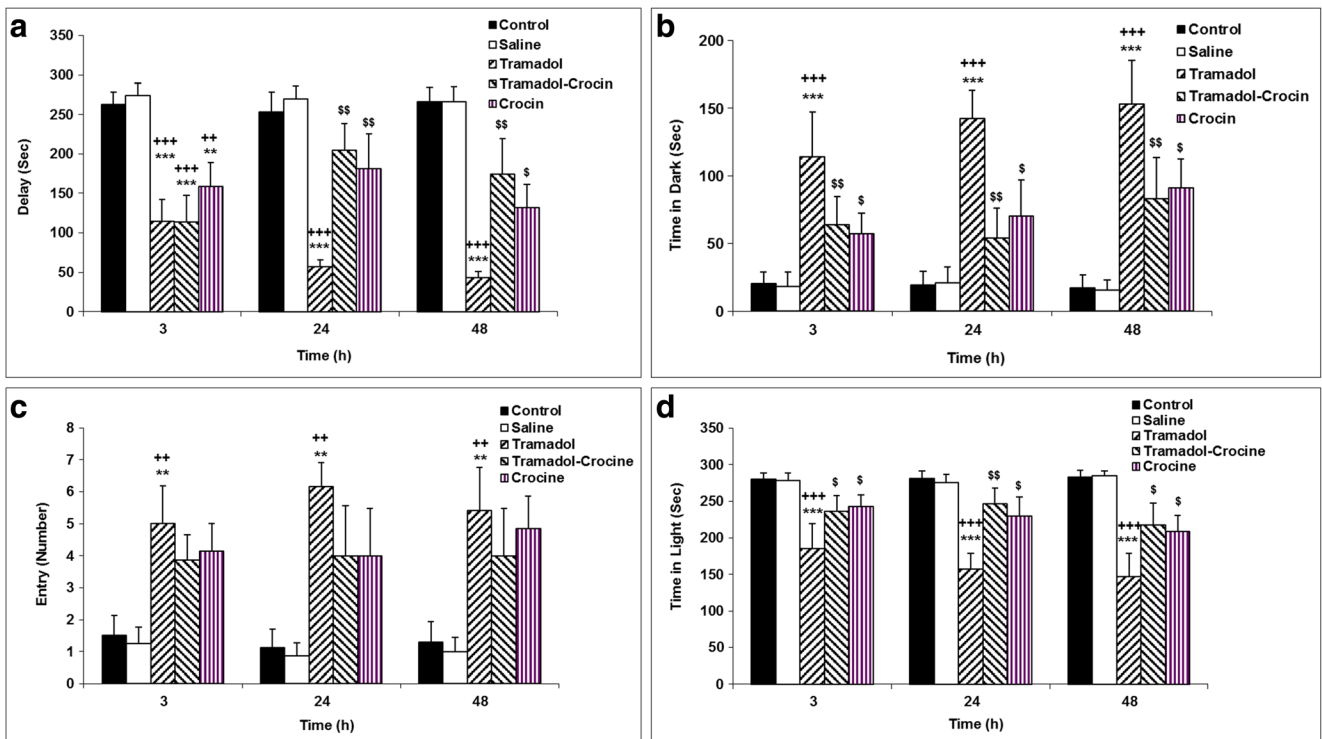 a
Control
Saline
Tramadol
Tramadol-Crocin
Crocin
350
300
250
200
150
100
50
0
Delay (Sec)
+++
***
+++
***
++
**
+++
***
$$
$$
+++
***
$$
$
3
24
48
Time (h)
b
Control
Saline
Tramadol
Tramadol-Crocin
Crocin
200
150
100
50
0
Time in Dark (Sec)
+++
***
$$
$
+++
***
$$
$
+++
***
$$
$
3
24
48
Time (h)
c
Control
Saline
Tramadol
Tramadol-Crocine
Crocine
8
7
6
5
4
3
2
1
0
Entry (Number)
++
**
++
**
++
**
3
24
48
Time (h)
d
Control
Saline
Tramadol
Tramadol-Crocine
Crocine
350
300
250
200
150
100
50
0
Time in Light (Sec)
+++
***
$
$
+++
***
$$
$
+++
***
$
$
3
24
48
Time (h)